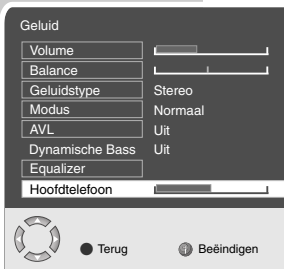 Geluid
Volume
Balance
Geluidstype Stereo
Modus Normaal
AVL Uit
Dynamische Bass Uit
Equalizer
Hoofdtelefoon
Terug Beëindigen